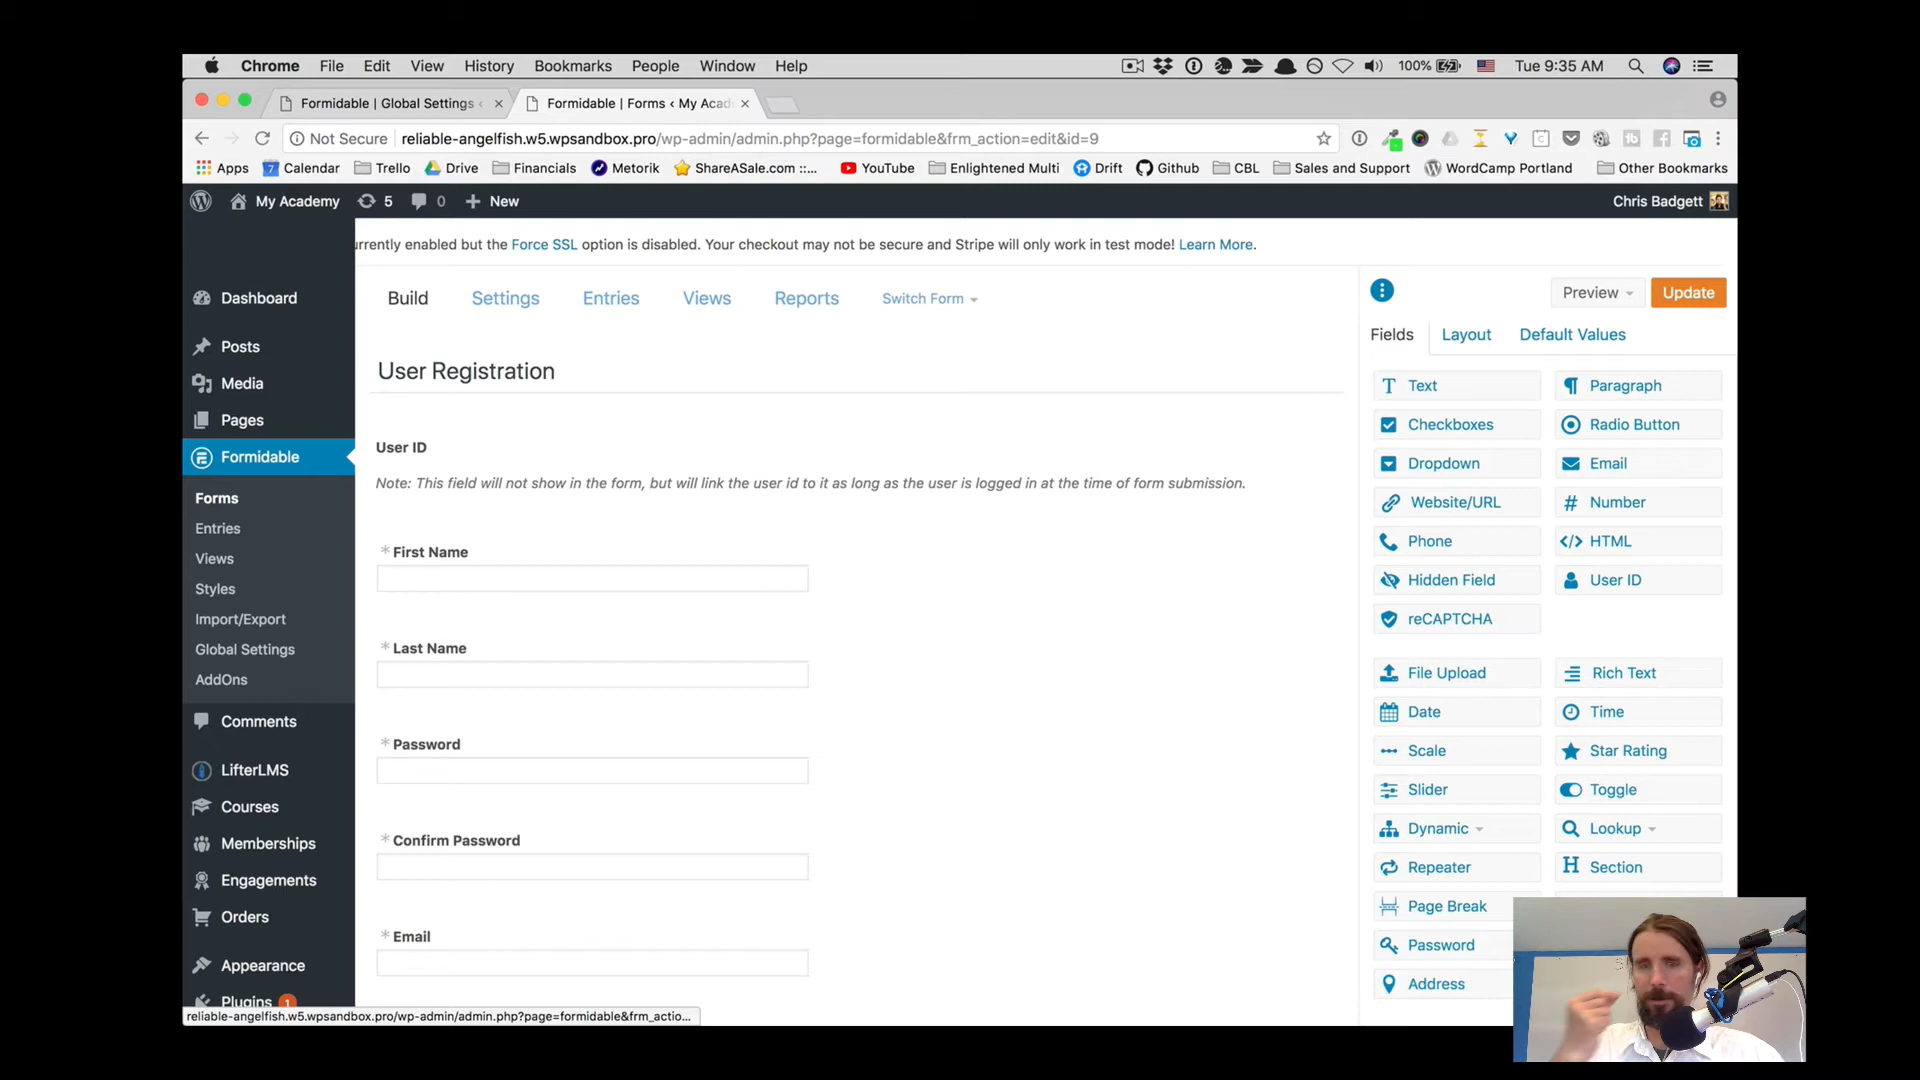 Chrome File Edit View History Bookmarks People Window Help 100% Tue 9:35 AM
Formidable | Global Settings ‹ Formidable | Forms ‹ My Acad
Not Secure reliable-angelfish.w5.wpsandbox.pro/wp-admin/admin.php?page=formidable&frm_action=edit&id=9
Apps Calendar Trello Drive Financials Metorik ShareASale.com ::... YouTube Enlightened Multi Drift Github CBL Sales and Support WordCamp Portland Other Bookmarks
My Academy 5 0 New Chris Badgett
urrently enabled but the Force SSL option is disabled. Your checkout may not be secure and Stripe will only work in test mode! Learn More.
Dashboard
Posts
Media
Pages
Formidable
Forms
Entries
Views
Styles
Import/Export
Global Settings
AddOns
Comments
LifterLMS
Courses
Memberships
Engagements
Orders
Appearance
Plugins 1
Build Settings Entries Views Reports Switch Form
User Registration
User ID
Note: This field will not show in the form, but will link the user id to it as long as the user is logged in at the time of form submission.
* First Name
* Last Name
* Password
* Confirm Password
* Email
Preview Update
Fields Layout Default Values
Text Paragraph
Checkboxes Radio Button
Dropdown Email
Website/URL Number
Phone HTML
Hidden Field User ID
reCAPTCHA
File Upload Rich Text
Date Time
Scale Star Rating
Slider Toggle
Dynamic Lookup
Repeater Section
Page Break
Password
Address
reliable-angelfish.w5.wpsandbox.pro/wp-admin/admin.php?page=formidable&frm_actio...